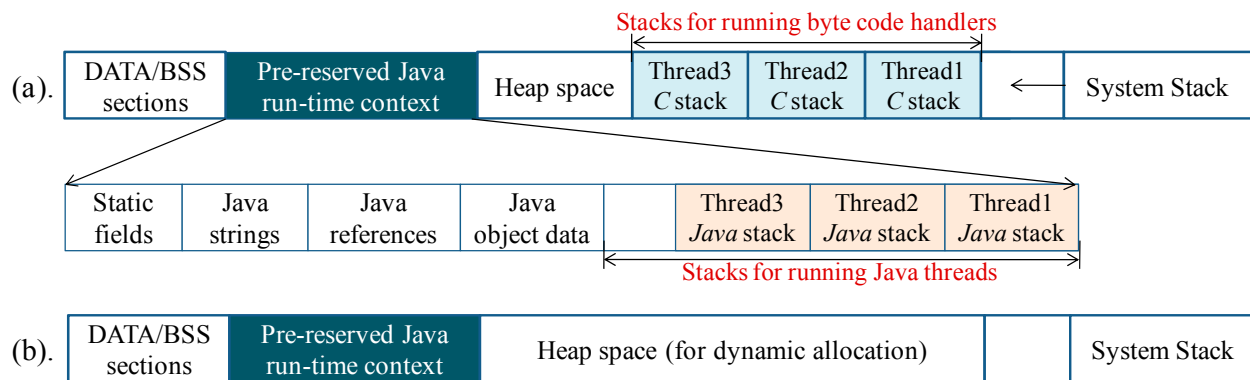 Stacks for running byte code handlers
(a).
DATA/BSS
sections
Pre-reserved Java
run-time context
Heap space
Thread3
C stack
Thread2
C stack
Thread1
C stack
System Stack
Static
fields
Java
strings
Java
references
Java
object data
Thread3
Java stack
Thread2
Java stack
Thread1
Java stack
Stacks for running Java threads
(b).
DATA/BSS
sections
Pre-reserved Java
run-time context
Heap space (for dynamic allocation)
System Stack